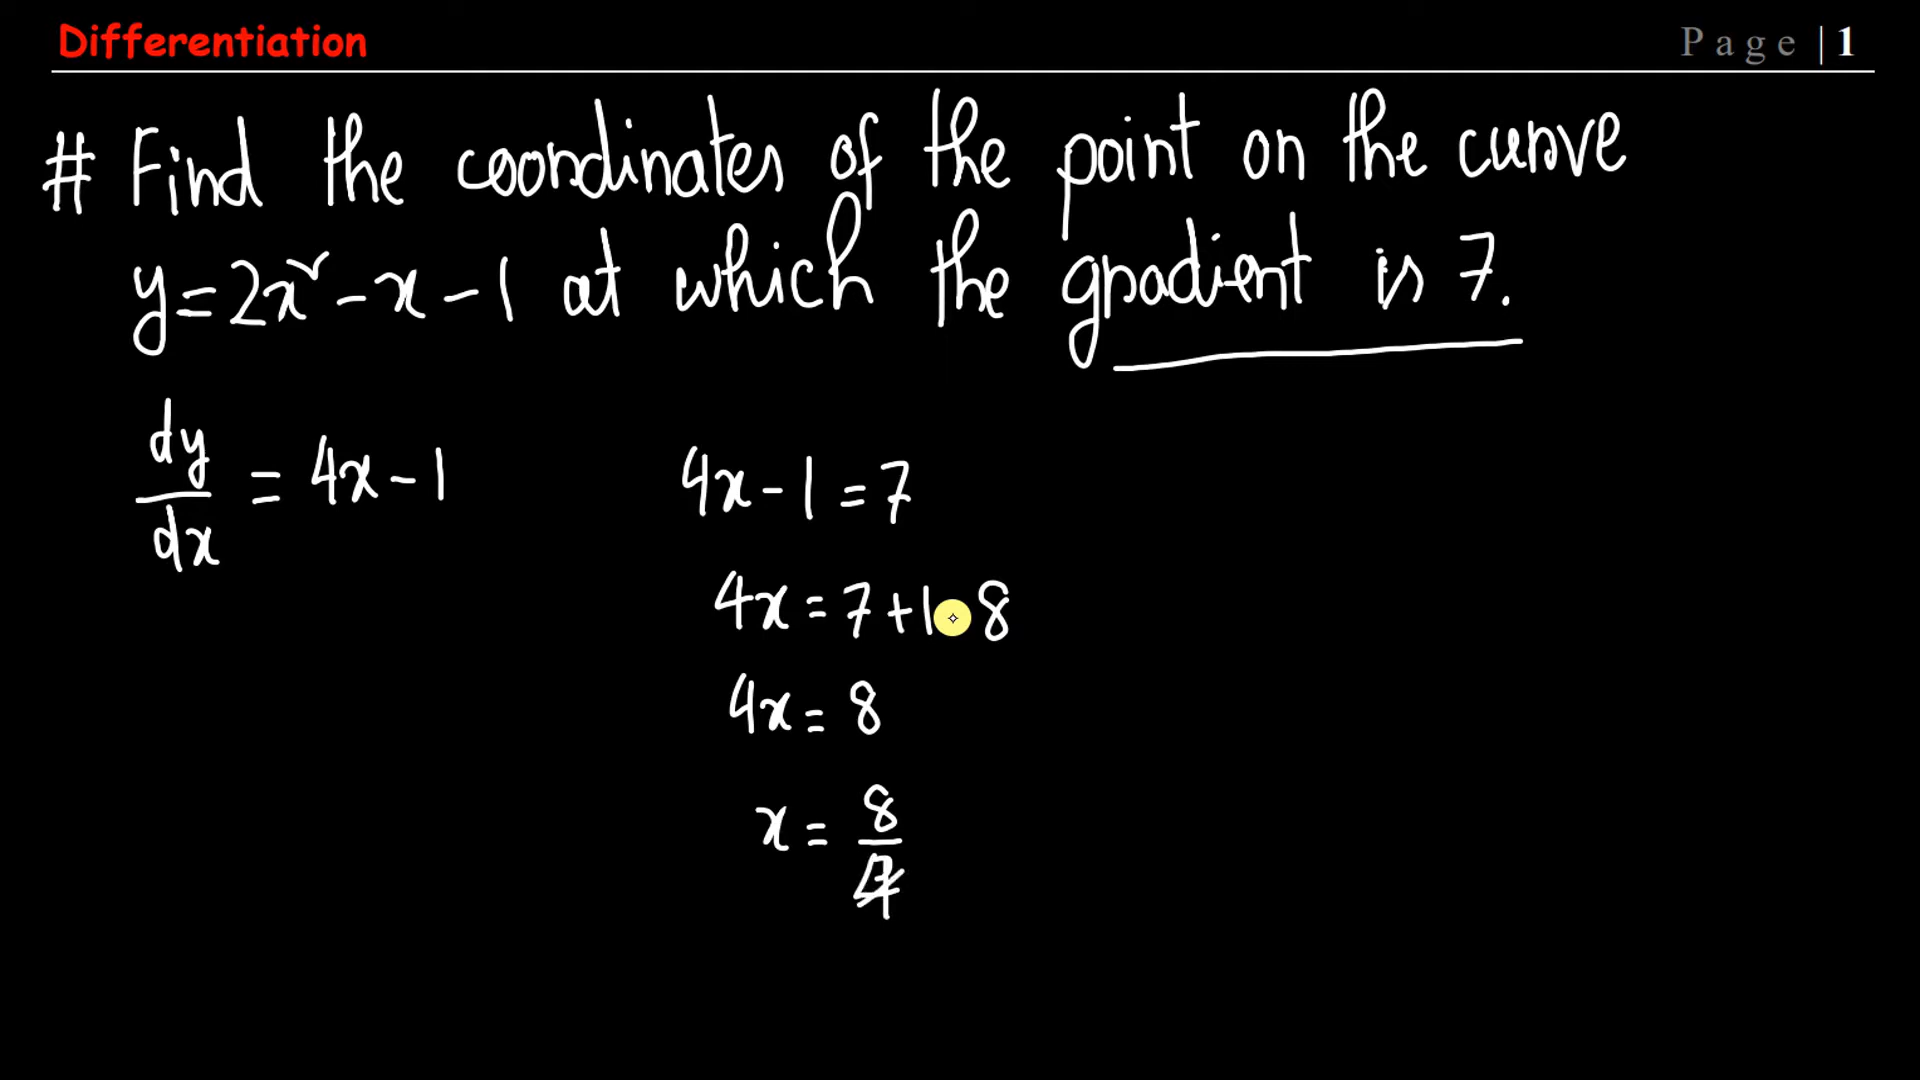 Differentiation
Page | 1
# Find the coordinates of the point on the curve
y = 2x² - x - 1 at which the gradient is 7.
dy/dx = 4x - 1
4x - 1 = 7
4x = 7 + 1 8
4x = 8
x = 8/4